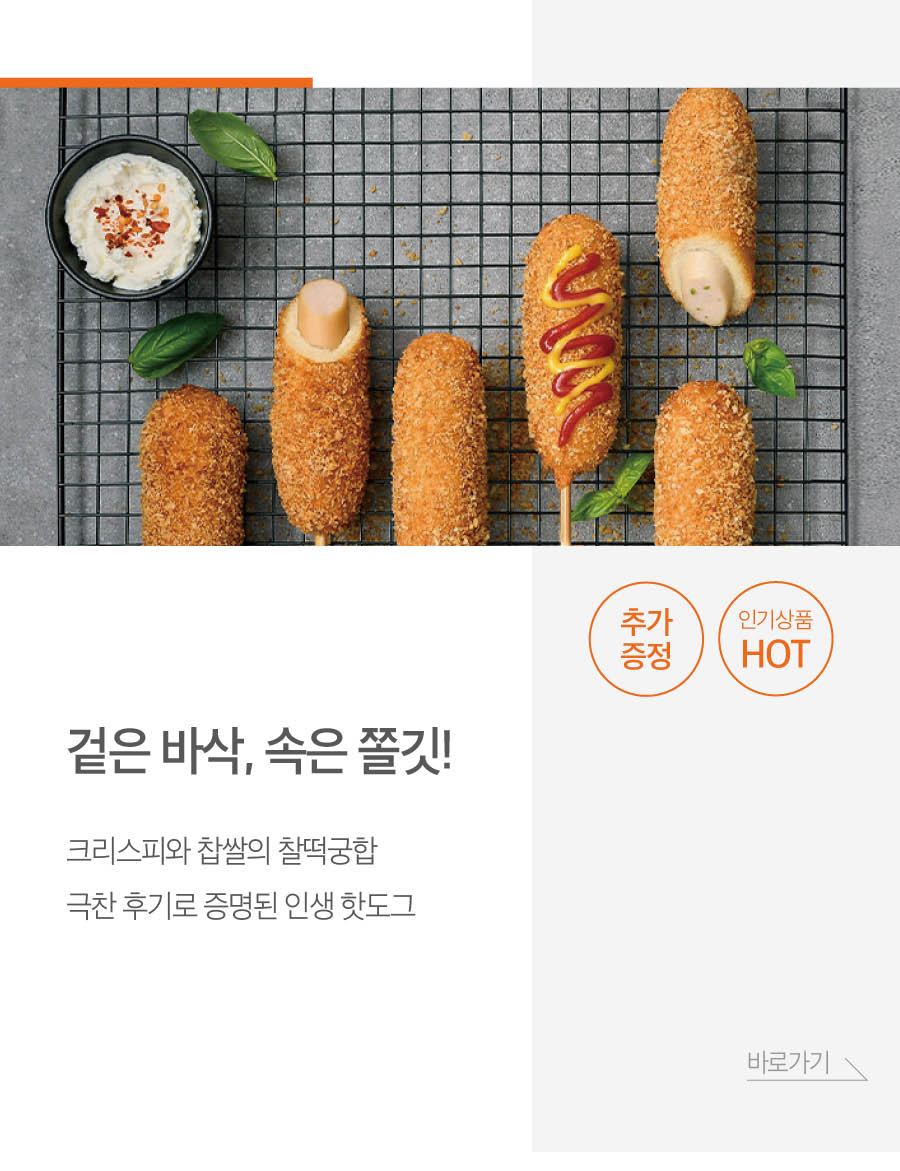 추가
증정
인기상품
HOT
겉은 바삭, 속은 쫄깃!
크리스피와 찹쌀의 찰떡궁합
극찬 후기로 증명된 인생 핫도그
바로가기